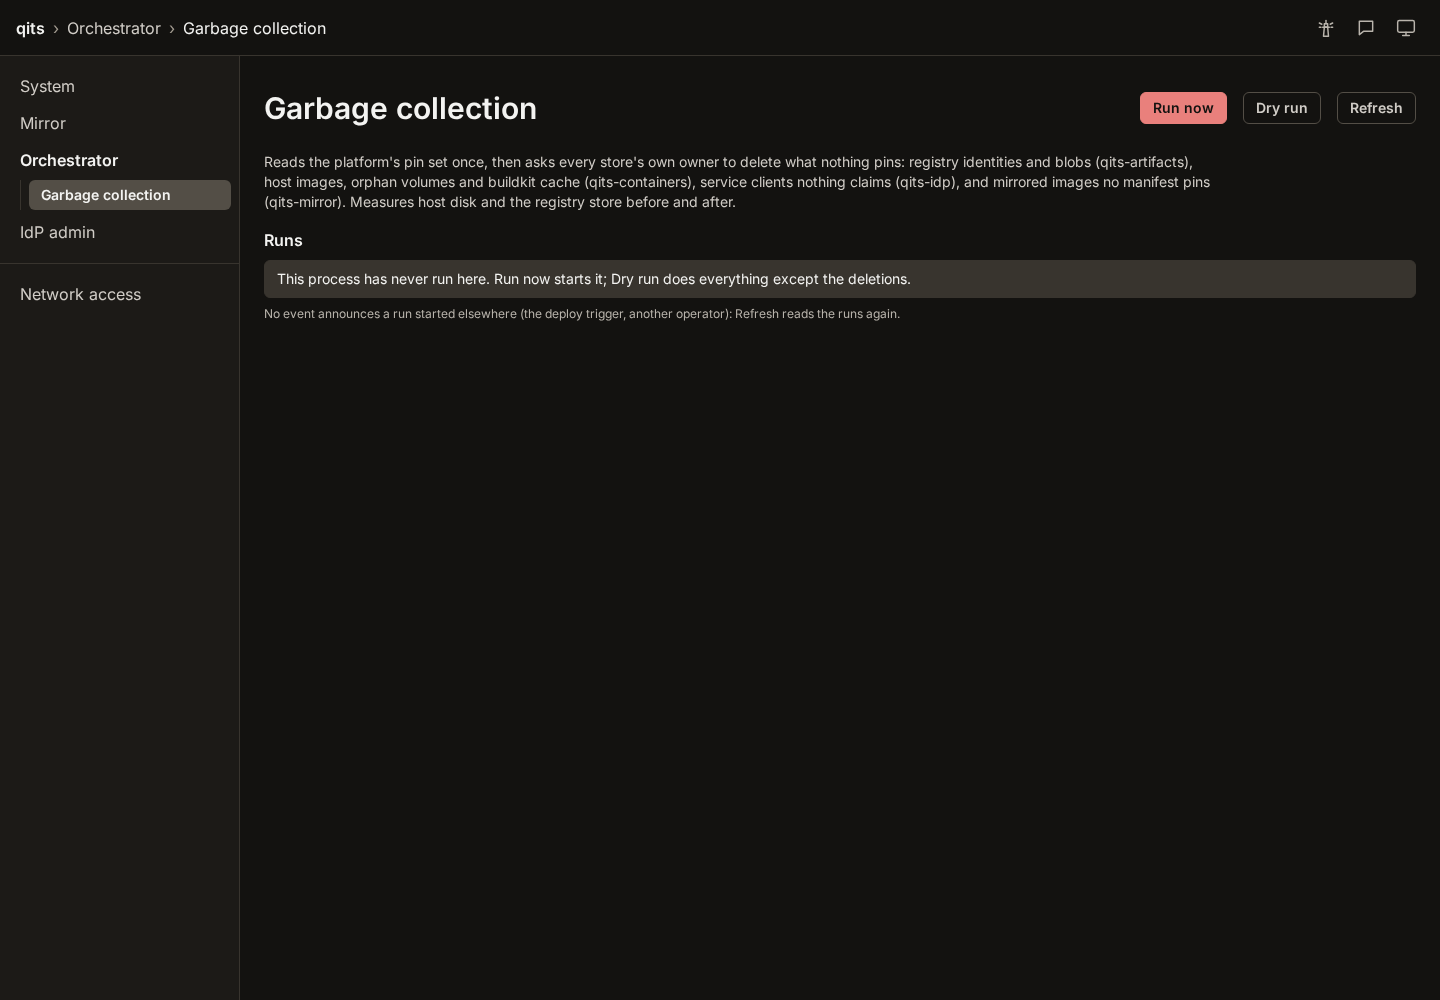 qits › Orchestrator › Garbage collection
System
Mirror
Orchestrator
Garbage collection
IdP admin
Network access
Garbage collection
Run now
Dry run
Refresh
Reads the platform's pin set once, then asks every store's own owner to delete what nothing pins: registry identities and blobs (qits-artifacts),
host images, orphan volumes and buildkit cache (qits-containers), service clients nothing claims (qits-idp), and mirrored images no manifest pins
(qits-mirror). Measures host disk and the registry store before and after.
Runs
This process has never run here. Run now starts it; Dry run does everything except the deletions.
No event announces a run started elsewhere (the deploy trigger, another operator): Refresh reads the runs again.